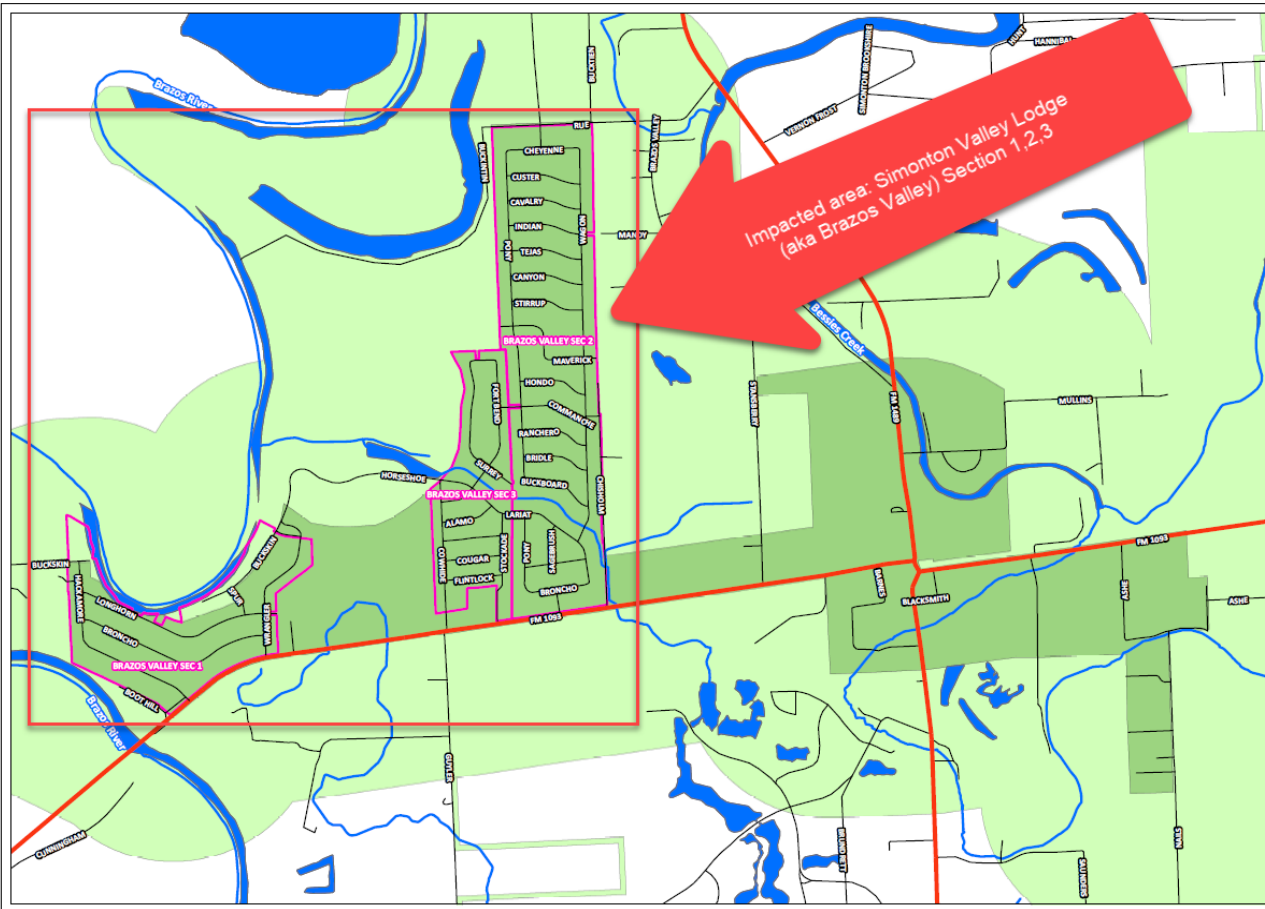 BUCKTIEN
SIMONTON BROOKSHIRE
HUNT
HANNIBAL
Brazos River
VERNON FROST
RUE
BRAZOS VALLEY
BUCKINTIN
CHEYENNE
CUSTER
CAVALRY
INDIAN
WAGON
MANDY
PONY
TEJAS
CANYON
STIRRUP
Impacted area: Simonton Valley Lodge
(aka Brazos Valley) Section 1,2,3
Bessies Creek
BRAZOS VALLEY SEC 2
MAVERICK
HONDO
FORT BEND
STANSBERY
FM 1489
MULLINS
COMMANCHE
RANCHERO
BRIDLE
SURREY
HORSESHOE
BUCKBOARD
CHISHOLM
BRAZOS VALLEY SEC 3
LARIAT
ALAMO
STOCKADE
SAGEBRUSH
PONY
COWHIDE
COUGAR
FLINTLOCK
BRONCHO
FM 1093
FM 1093
BUCKSKIN
BUCKSKIN
HACKAMORE
LONGHORN
SPUR
WRANGLER
BRONCHO
BRAZOS VALLEY SEC 1
BOOT HILL
Brazos River
BARNES
BLACKSMITH
ASHE
ASHE
GUYLER
CUNNINGHAM
SAUNDERS